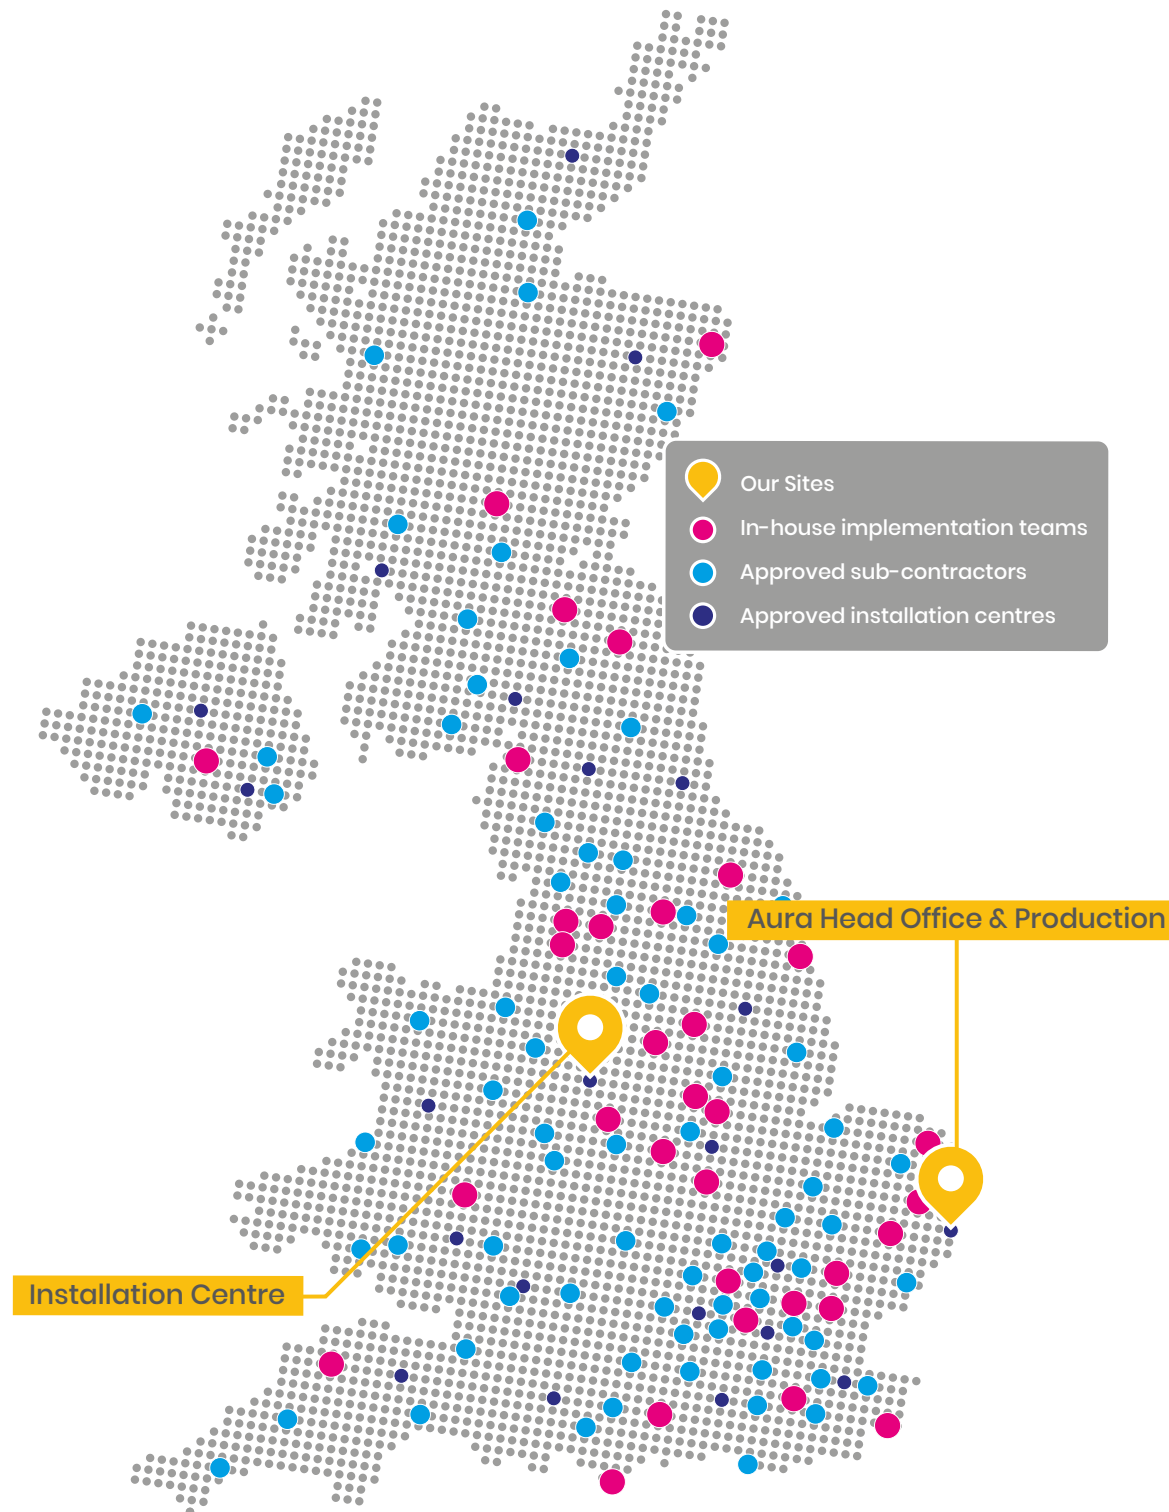 Our Sites
In-house implementation teams
Approved sub-contractors
Approved installation centres
Aura Head Office & Production
Installation Centre